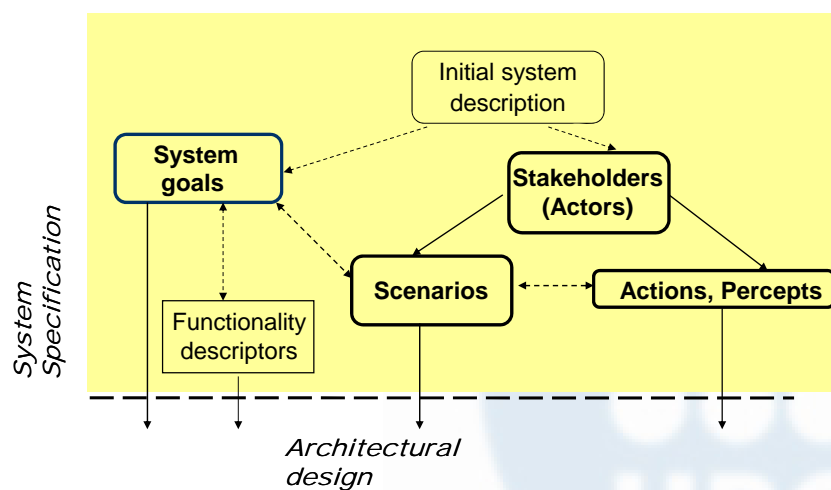 Initial system
description
System
goals
Stakeholders
(Actors)
Scenarios
Actions, Percepts
Functionality
descriptors
System
Specification
Architectural
design